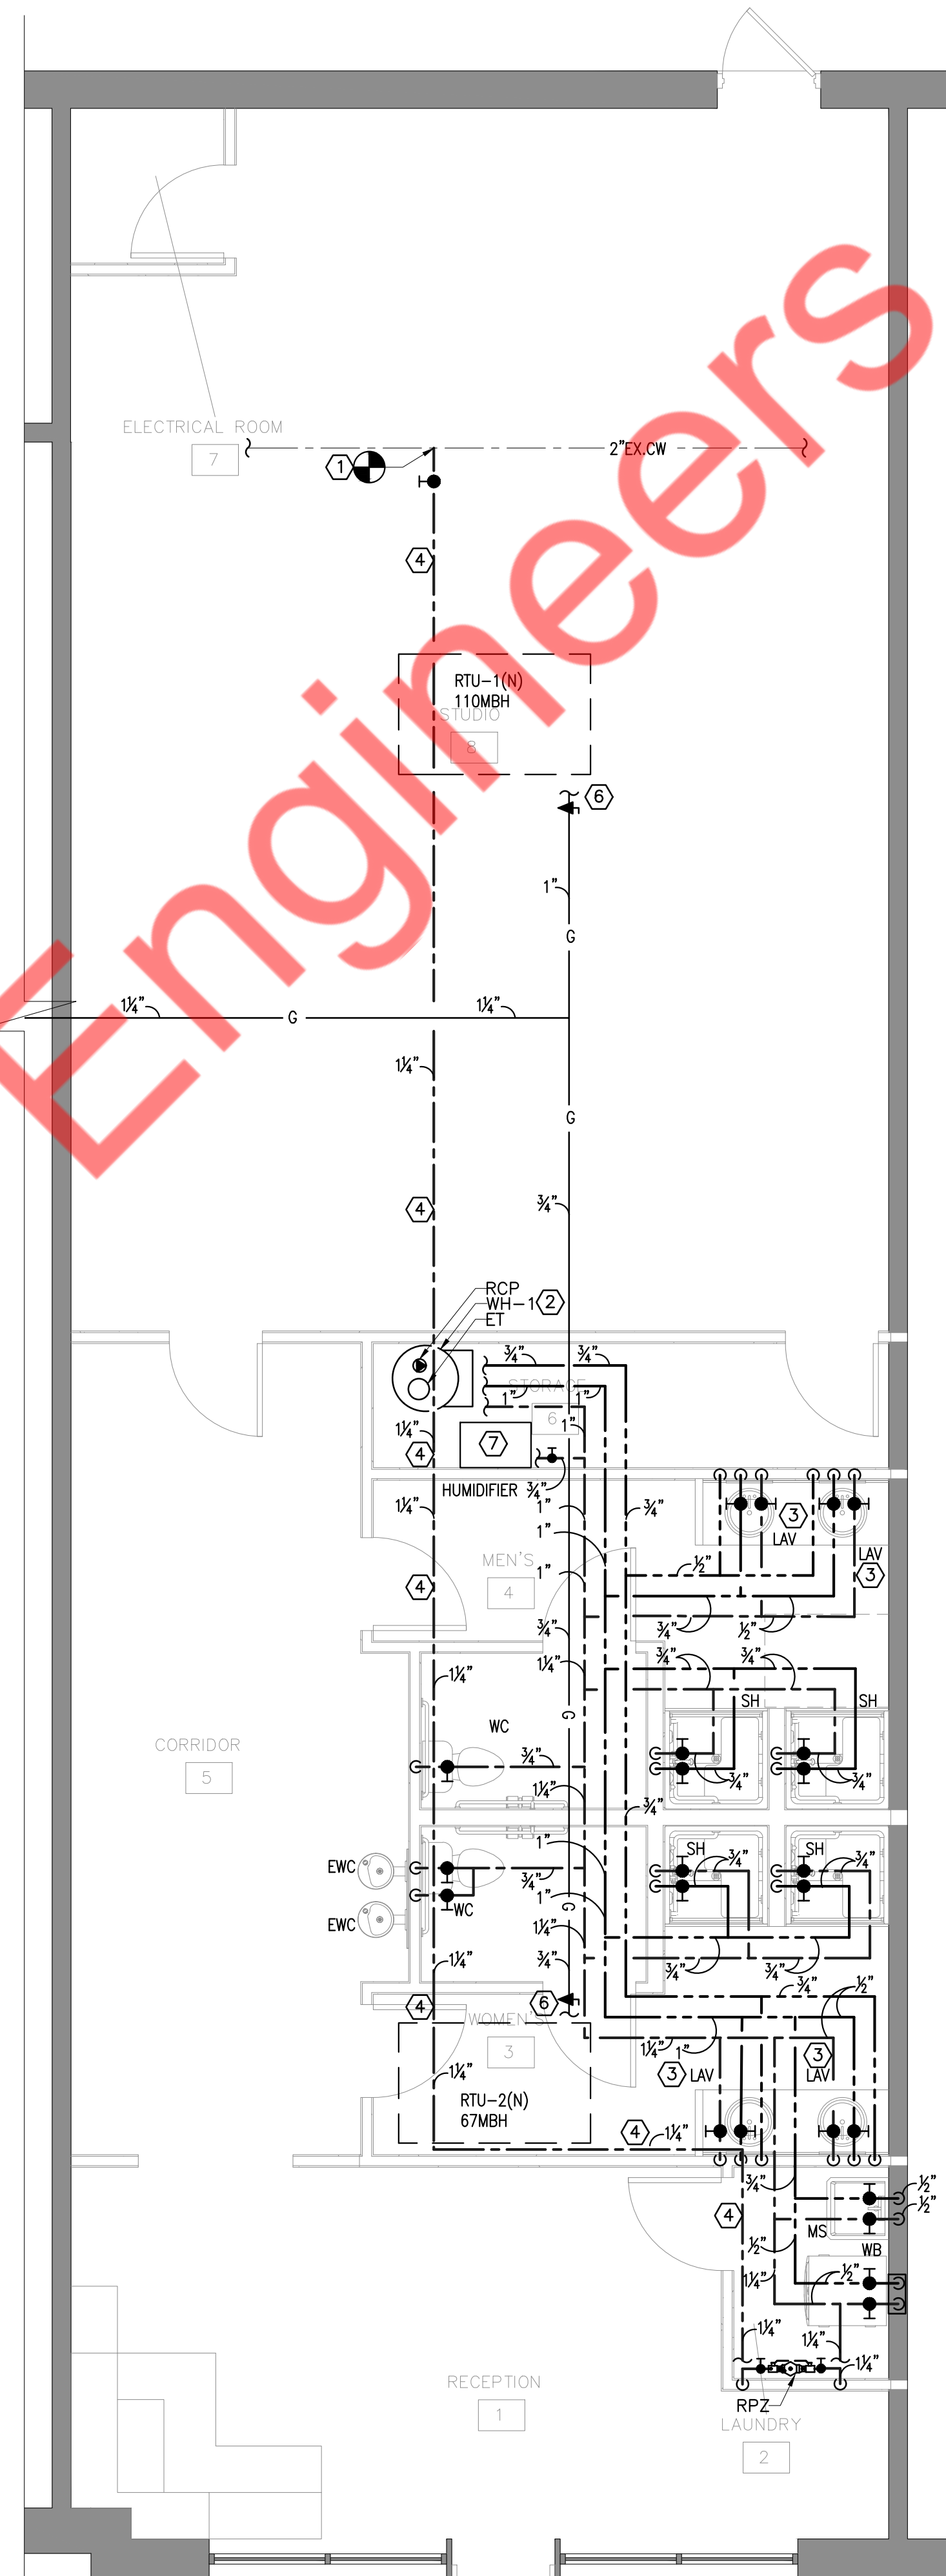 ELECTRICAL ROOM
7
2"EX.CW
1
4
RTU-1(N)
110MBH
STUDIO
8
6
1"
G
1¼"
G
1¼"
1¼"
G
4
¾"
RCP
WH-1 2
ET
¾"
¾"
STORAGE
1"
1"
6
1"
1¼"
4
7
HUMIDIFIER
¾"
1¼"
1"
¾"
3
LAV
1"
LAV
3
MEN'S
4
4
1"
½"
¾"
¾"
½"
1¼"
1¼"
¾"
¾"
SH
SH
G
WC
CORRIDOR
5
¾"
¾"
¾"
1¼"
¾"
EWC
1"
SH
¾"
SH
¾"
¾"
EWC
WC
1"
G
1¼"
1¼"
¾"
¾"
¾"
4
6
¾"
½"
WOMEN'S
3
1¼"
1"
3
LAV
3
LAV
1¼"
RTU-2(N)
67MBH
4
1¼"
¾"
½"
½"
4
MS
WB
½"
½"
1¼"
1¼"
1¼"
1¼"
RPZ
RECEPTION
1
LAUNDRY
2
Engineers